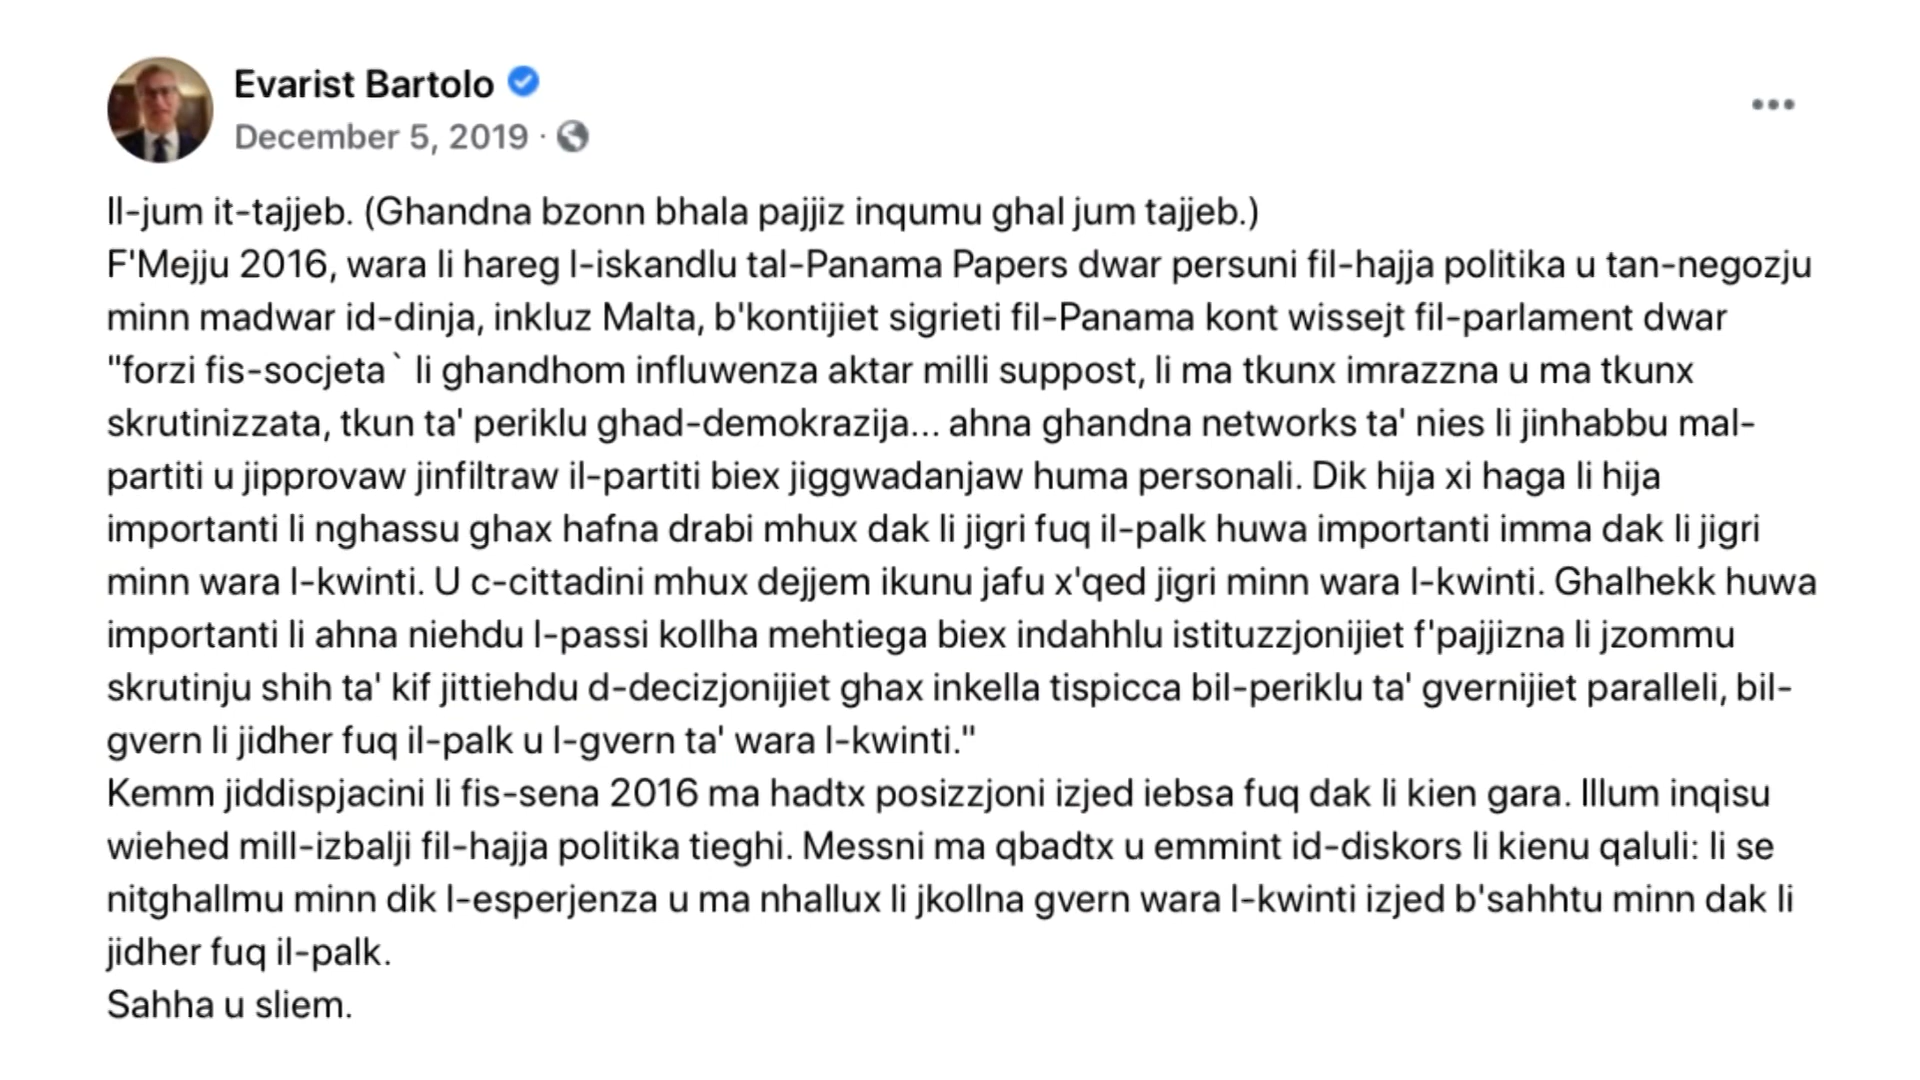 Evarist Bartolo
December 5, 2019 ·
Il-jum it-tajjeb. (Ghandna bzonn bhala pajjiz inqumu ghal jum tajjeb.)
F'Mejju 2016, wara li hareg l-iskandlu tal-Panama Papers dwar persuni fil-hajja politika u tan-negozju
minn madwar id-dinja, inkluz Malta, b'kontijiet sigrieti fil-Panama kont wissejt fil-parlament dwar
"forzi fis-socjeta` li ghandhom influwenza aktar milli suppost, li ma tkunx imrazzna u ma tkunx
skrutinizzata, tkun ta' periklu ghad-demokrazija... ahna ghandna networks ta' nies li jinhabbu mal-
partiti u jipprovaw jinfiltraw il-partiti biex jiggwadanjaw huma personali. Dik hija xi haga li hija
importanti li nghassu ghax hafna drabi mhux dak li jigri fuq il-palk huwa importanti imma dak li jigri
minn wara l-kwinti. U c-cittadini mhux dejjem ikunu jafu x'qed jigri minn wara l-kwinti. Ghalhekk huwa
importanti li ahna niehdu l-passi kollha mehtiega biex indahhlu istituzzjonijiet f'pajjizna li jzommu
skrutinju shih ta' kif jittiehdu d-decizjonijiet ghax inkella tispicca bil-periklu ta' gvernijiet paralleli, bil-
gvern li jidher fuq il-palk u l-gvern ta' wara l-kwinti."
Kemm jiddispjacini li fis-sena 2016 ma hadtx posizzjoni izjed iebsa fuq dak li kien gara. Illum inqisu
wiehed mill-izbalji fil-hajja politika tieghi. Messni ma qbadtx u emmint id-diskors li kienu qaluli: li se
nitghallmu minn dik l-esperjenza u ma nhallux li jkollna gvern wara l-kwinti izjed b'sahhtu minn dak li
jidher fuq il-palk.
Sahha u sliem.